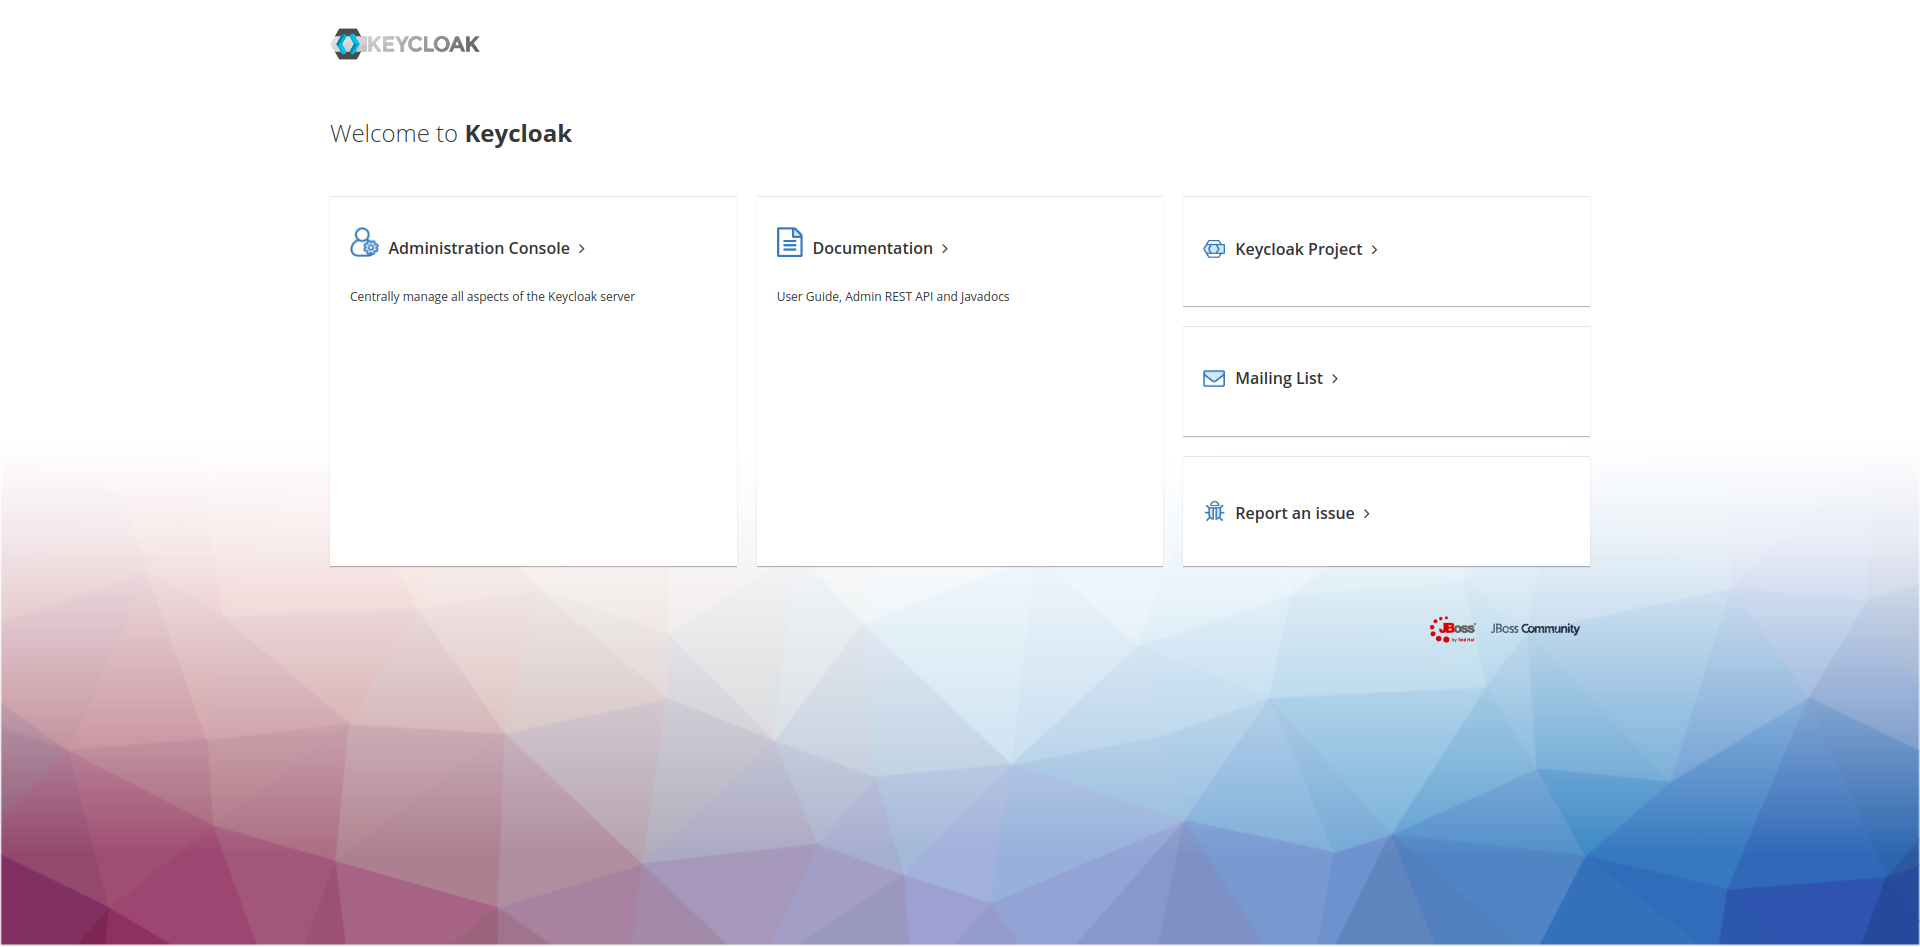 KEYCLOAK
Welcome to Keycloak
Administration Console
Centrally manage all aspects of the Keycloak server
Documentation
User Guide, Admin REST API and Javadocs
Keycloak Project
Mailing List
Report an issue
JBoss
by Red Hat
JBoss Community